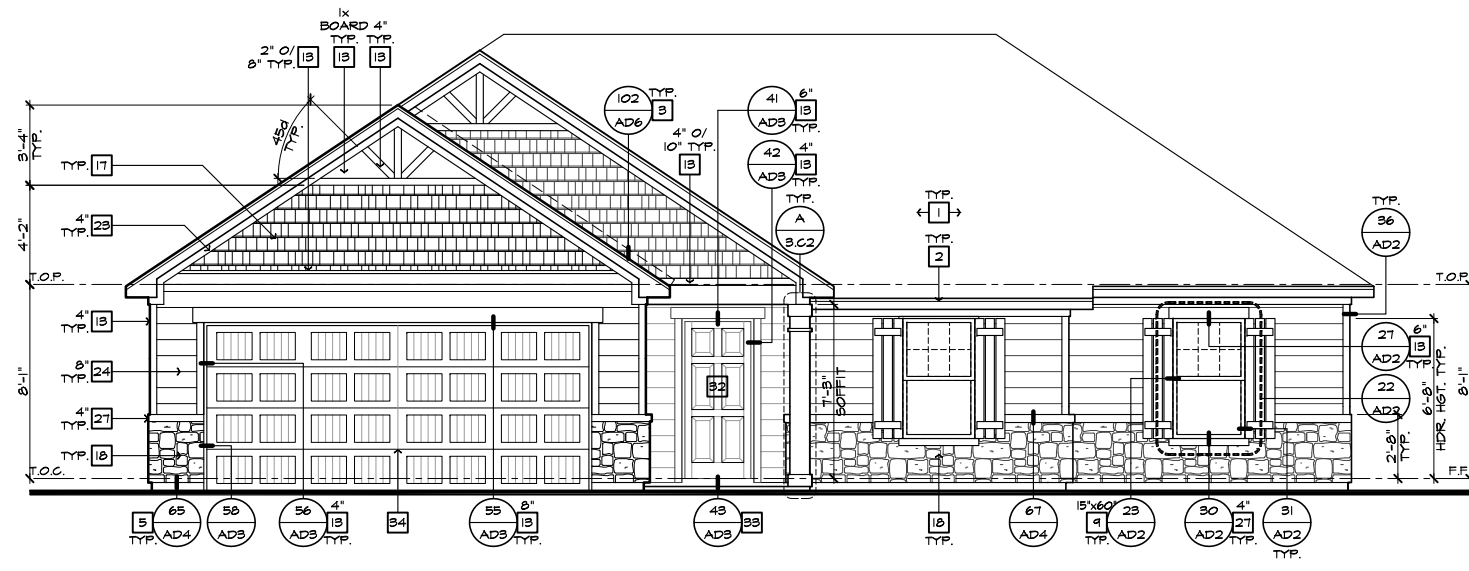 1x
BOARD 4"
TYP. TYP.
2" O/
8" TYP. 13 13 13
45d
TYP.
3'-4"
TYP.
4'-2"
8'-1"
TYP. 17
4"
TYP. 23
T.O.P.
4"
TYP. 13
8"
TYP. 24
4"
TYP. 27
TYP. 18
T.O.C.
102
AD6
TYP.
3
4" O/
10" TYP.
13
41
AD3
6"
13
TYP.
42
AD3
4"
13
TYP.
TYP.
A
3.C2
1
TYP.
2
TYP.
36
AD2
T.O.P.
32
7'-3"
SOFFIT
27
AD2
6"
13
TYP.
22
AD2
6'-8"
HDR. HGT. TYP.
8'-1"
2'-8"
TYP.
F.F.
5
TYP.
65
AD4
58
AD3
56
AD3
4"
13
TYP.
34
55
AD3
8"
13
TYP.
43
AD3
33
18
TYP.
67
AD4
15"x60"
9
TYP.
23
AD2
30
AD2
4"
27
TYP.
31
AD2
TYP.